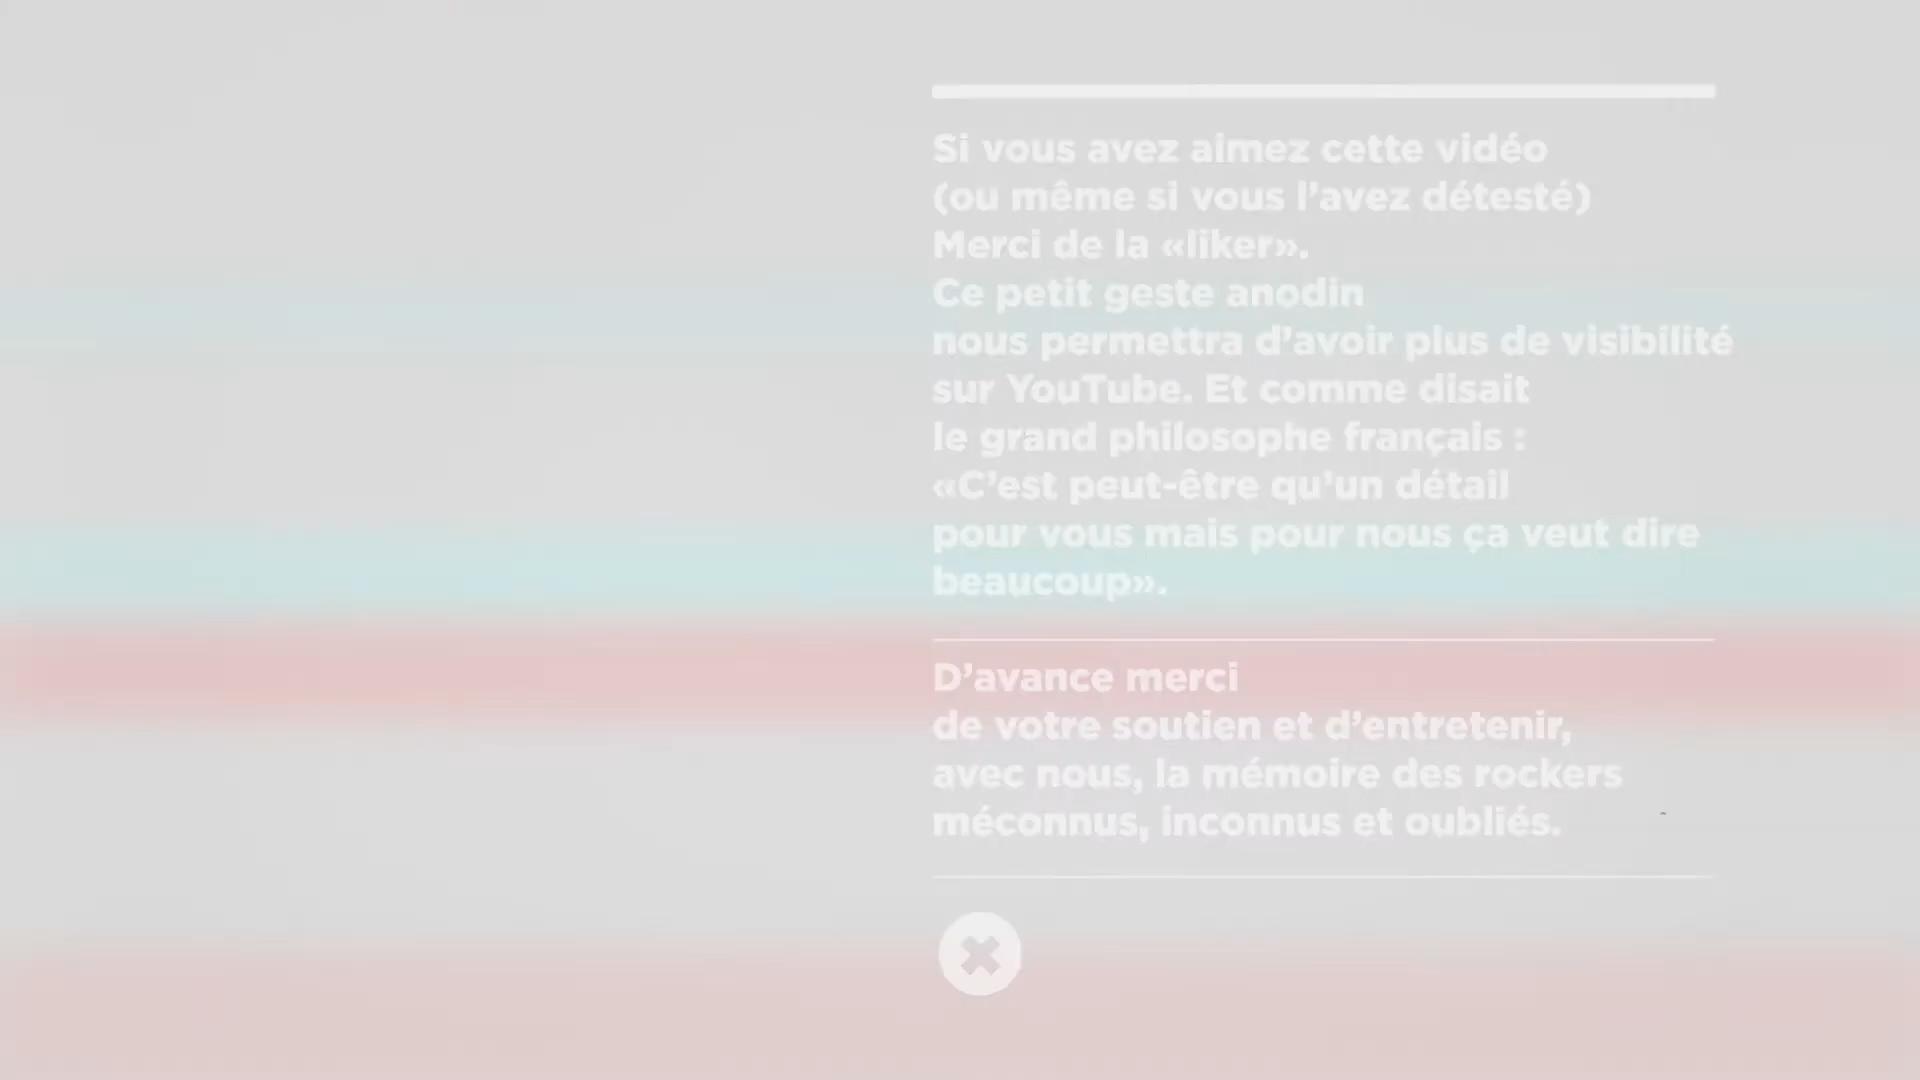 Si vous avez aimez cette vidéo
(ou même si vous l’avez détesté)
Merci de la «liker».
Ce petit geste anodin
nous permettra d’avoir plus de visibilité
sur YouTube. Et comme disait
le grand philosophe français :
«C’est peut-être qu’un détail
pour vous mais pour nous ça veut dire
beaucoup».
D’avance merci
de votre soutien et d’entretenir,
avec nous, la mémoire des rockers
méconnus, inconnus et oubliés.